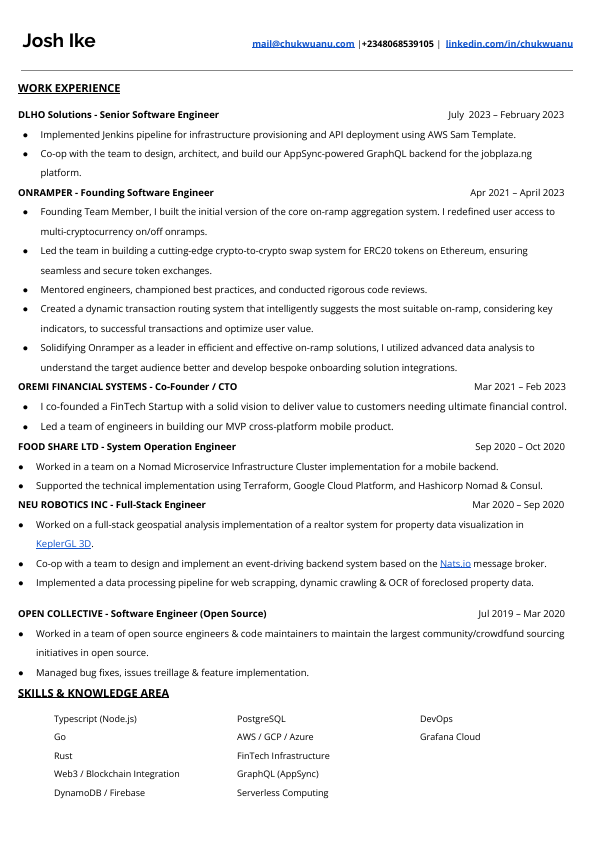 Josh Ike
mail@chukwuanu.com |+2348068539105 | linkedin.com/in/chukwuanu
WORK EXPERIENCE
DLHO Solutions - Senior Software Engineer July 2023 – February 2023
● Implemented Jenkins pipeline for infrastructure provisioning and API deployment using AWS Sam Template.
● Co-op with the team to design, architect, and build our AppSync-powered GraphQL backend for the jobplaza.ng
platform.
ONRAMPER - Founding Software Engineer Apr 2021 – April 2023
● Founding Team Member, I built the initial version of the core on-ramp aggregation system. I redefined user access to
multi-cryptocurrency on/off onramps.
● Led the team in building a cutting-edge crypto-to-crypto swap system for ERC20 tokens on Ethereum, ensuring
seamless and secure token exchanges.
● Mentored engineers, championed best practices, and conducted rigorous code reviews.
● Created a dynamic transaction routing system that intelligently suggests the most suitable on-ramp, considering key
indicators, to successful transactions and optimize user value.
● Solidifying Onramper as a leader in efficient and effective on-ramp solutions, I utilized advanced data analysis to
understand the target audience better and develop bespoke onboarding solution integrations.
OREMI FINANCIAL SYSTEMS - Co-Founder / CTO Mar 2021 – Feb 2023
● I co-founded a FinTech Startup with a solid vision to deliver value to customers needing ultimate financial control.
● Led a team of engineers in building our MVP cross-platform mobile product.
FOOD SHARE LTD - System Operation Engineer Sep 2020 – Oct 2020
● Worked in a team on a Nomad Microservice Infrastructure Cluster implementation for a mobile backend.
● Supported the technical implementation using Terraform, Google Cloud Platform, and Hashicorp Nomad & Consul.
NEU ROBOTICS INC - Full-Stack Engineer Mar 2020 – Sep 2020
● Worked on a full-stack geospatial analysis implementation of a realtor system for property data visualization in
KeplerGL 3D.
● Co-op with a team to design and implement an event-driving backend system based on the Nats.io message broker.
● Implemented a data processing pipeline for web scrapping, dynamic crawling & OCR of foreclosed property data.
OPEN COLLECTIVE - Software Engineer (Open Source) Jul 2019 – Mar 2020
● Worked in a team of open source engineers & code maintainers to maintain the largest community/crowdfund sourcing
initiatives in open source.
● Managed bug fixes, issues treillage & feature implementation.
SKILLS & KNOWLEDGE AREA
Typescript (Node.js) PostgreSQL DevOps
Go AWS / GCP / Azure Grafana Cloud
Rust FinTech Infrastructure
Web3 / Blockchain Integration GraphQL (AppSync)
DynamoDB / Firebase Serverless Computing